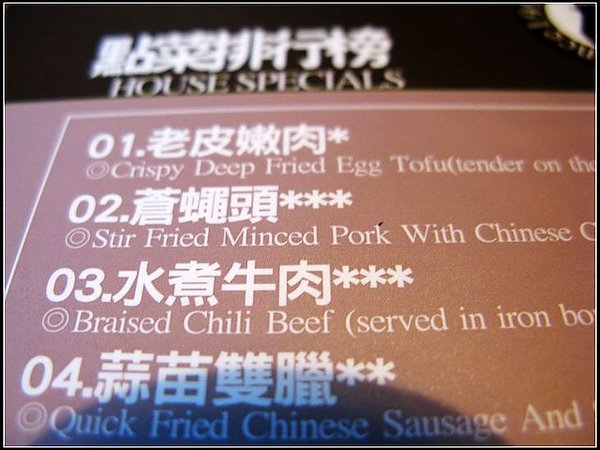 點菜排行榜
HOUSE SPECIALS
01.老皮嫩肉*
◎Crispy Deep Fried Egg Tofu(tender on the
02.蒼蠅頭***
◎Stir Fried Minced Pork With Chinese
03.水煮牛肉***
◎Braised Chili Beef (served in iron
04.蒜苗雙臘**
◎Quick Fried Chinese Sausage And